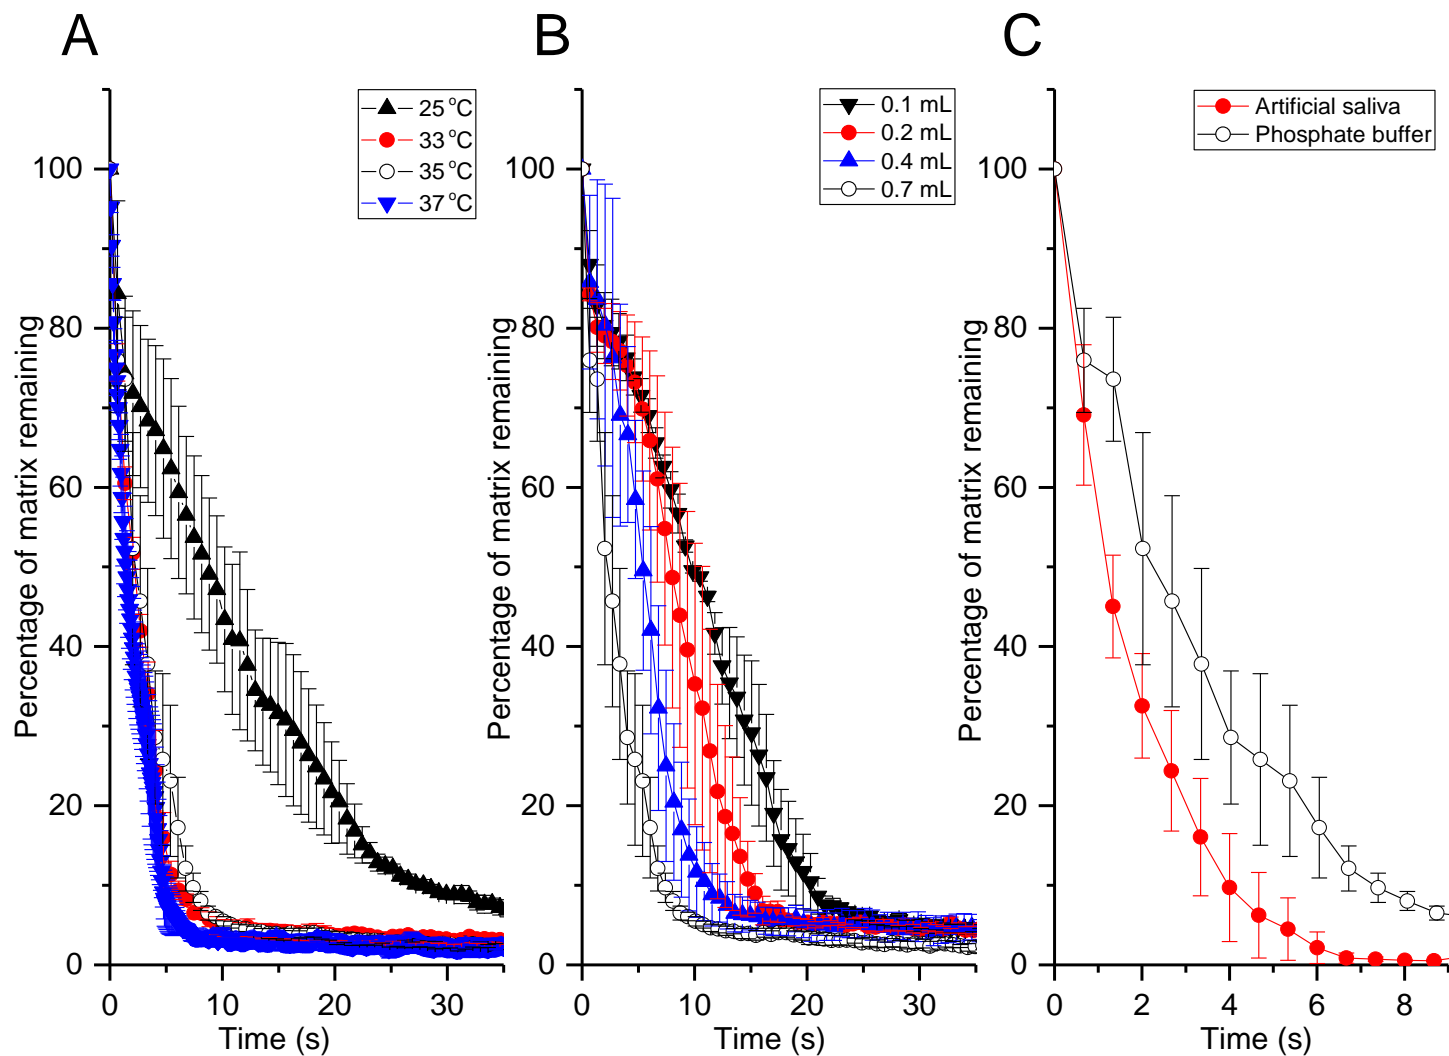 A
25 °C
33 °C
35 °C
37 °C
Percentage of matrix remaining
100
80
60
40
20
0
0 10 20 30
Time (s)
B
0.1 mL
0.2 mL
0.4 mL
0.7 mL
Percentage of matrix remaining
100
80
60
40
20
0
0 10 20 30
Time (s)
C
Artificial saliva
Phosphate buffer
Percentage of matrix remaining
100
80
60
40
20
0
0 2 4 6 8
Time (s)